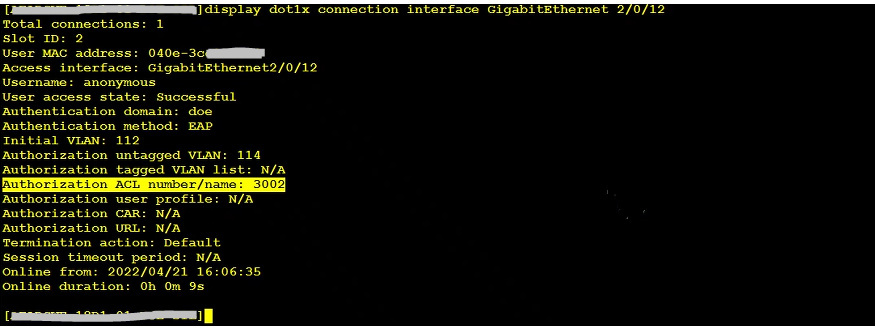 []display dot1x connection interface GigabitEthernet 2/0/12
Total connections: 1
Slot ID: 2
User MAC address: 040e-3c
Access interface: GigabitEthernet2/0/12
Username: anonymous
User access state: Successful
Authentication domain: doe
Authentication method: EAP
Initial VLAN: 112
Authorization untagged VLAN: 114
Authorization tagged VLAN list: N/A
Authorization ACL number/name: 3002
Authorization user profile: N/A
Authorization CAR: N/A
Authorization URL: N/A
Termination action: Default
Session timeout period: N/A
Online from: 2022/04/21 16:06:35
Online duration: 0h 0m 9s
[]